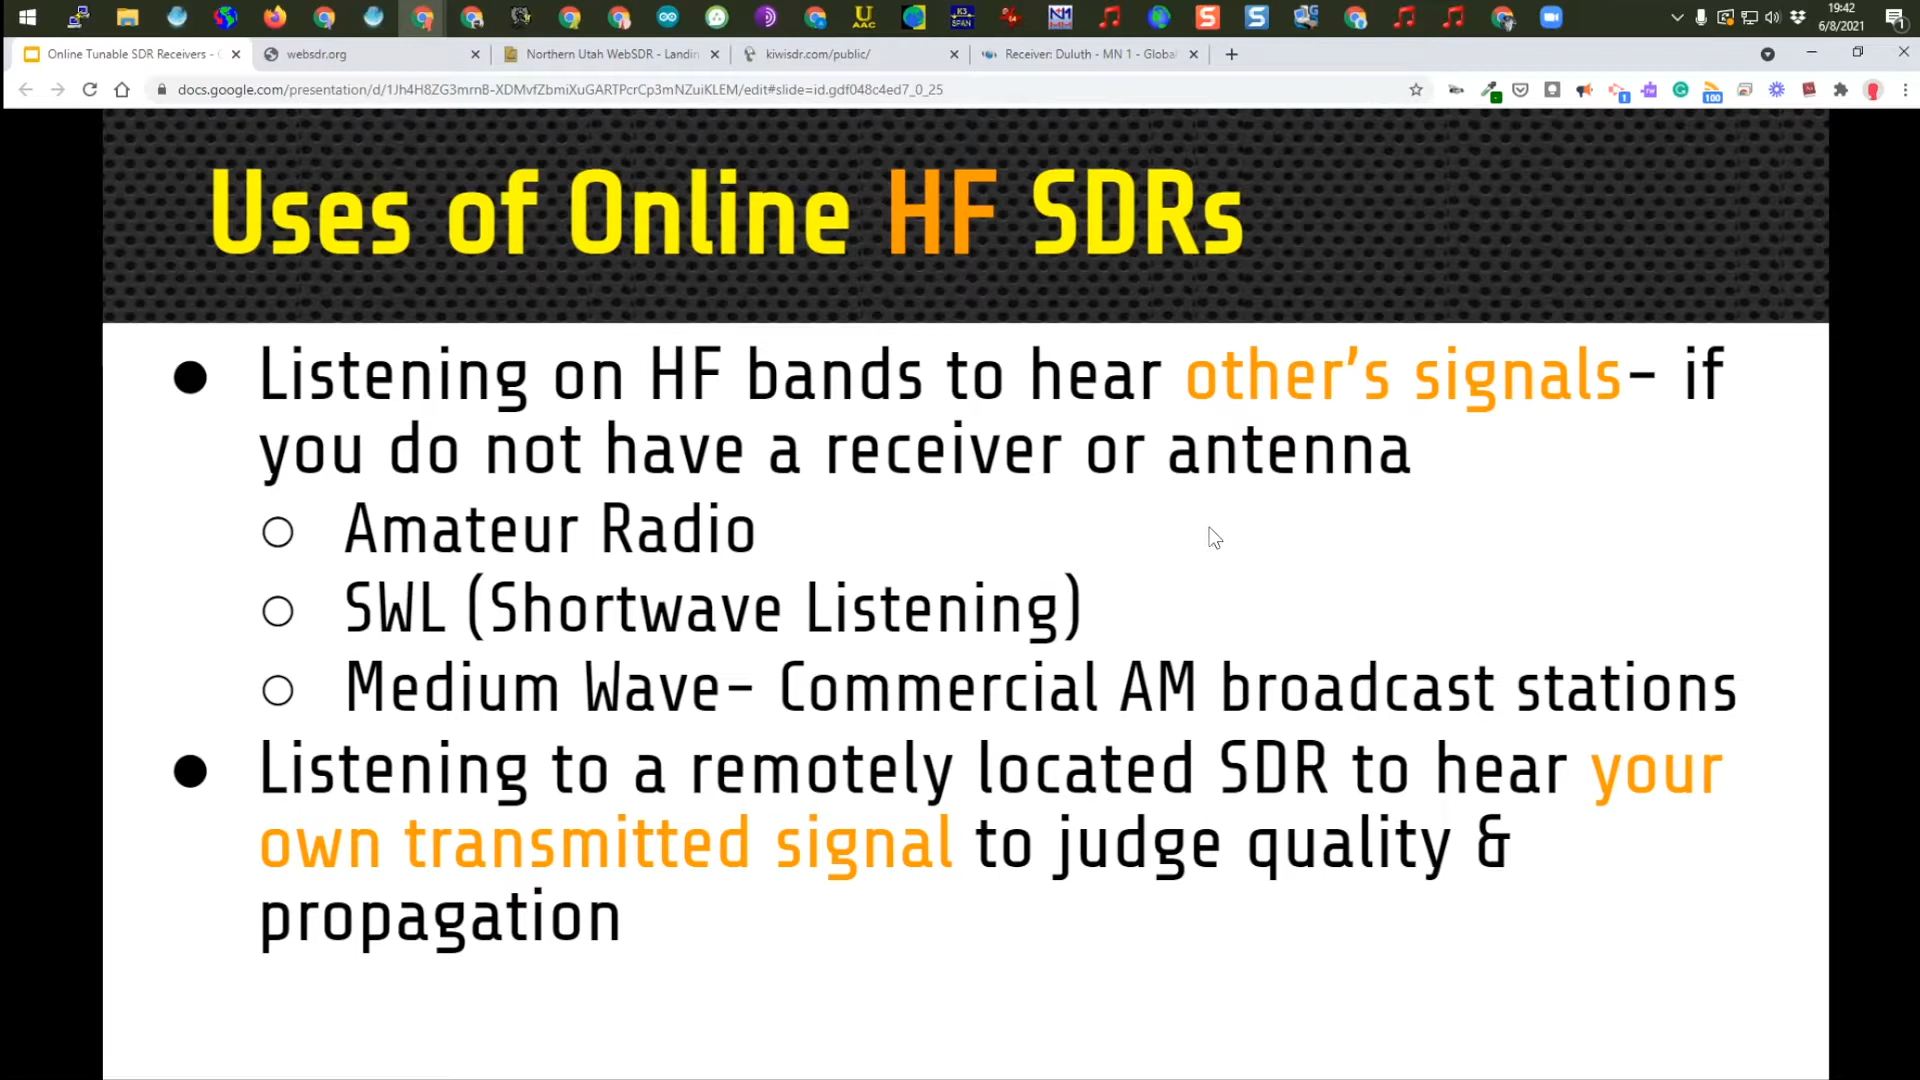 19:42
6/8/2021
Online Tunable SDR Receivers -
websdr.org
Northern Utah WebSDR - Landin
kiwisdr.com/public/
Receiver: Duluth - MN 1 - Global
docs.google.com/presentation/d/1Jh4H8ZG3mrnB-XDMvfZbmiXuGARTPcrCp3mNZuiKLEM/edit#slide=id.gdf048c4ed7_0_25
Uses of Online HF SDRs
● Listening on HF bands to hear other's signals- if
you do not have a receiver or antenna
○ Amateur Radio
○ SWL (Shortwave Listening)
○ Medium Wave- Commercial AM broadcast stations
● Listening to a remotely located SDR to hear your
own transmitted signal to judge quality &
propagation